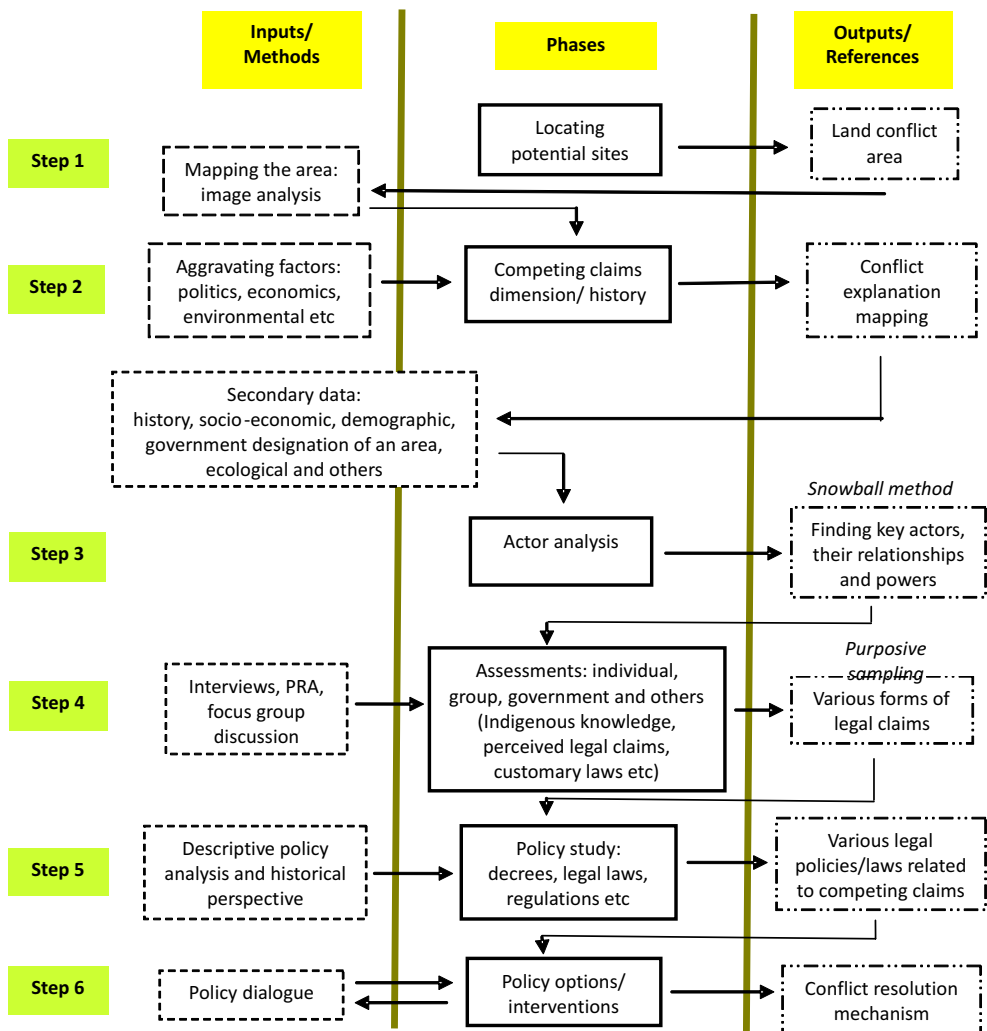 Inputs/
Methods
Phases
Outputs/
References
Step 1
Locating
potential sites
Land conflict
area
Mapping the area:
image analysis
Step 2
Aggravating factors:
politics, economics,
environmental etc
Competing claims
dimension/ history
Conflict
explanation
mapping
Secondary data:
history, socio-economic, demographic,
government designation of an area,
ecological and others
Step 3
Actor analysis
Snowball method
Finding key actors,
their relationships
and powers
Step 4
Interviews, PRA,
focus group
discussion
Assessments: individual,
group, government and others
(Indigenous knowledge,
perceived legal claims,
customary laws etc)
Purposive
sampling
Various forms of
legal claims
Step 5
Descriptive policy
analysis and historical
perspective
Policy study:
decrees, legal laws,
regulations etc
Various legal
policies/laws related
to competing claims
Step 6
Policy dialogue
Policy options/
interventions
Conflict resolution
mechanism